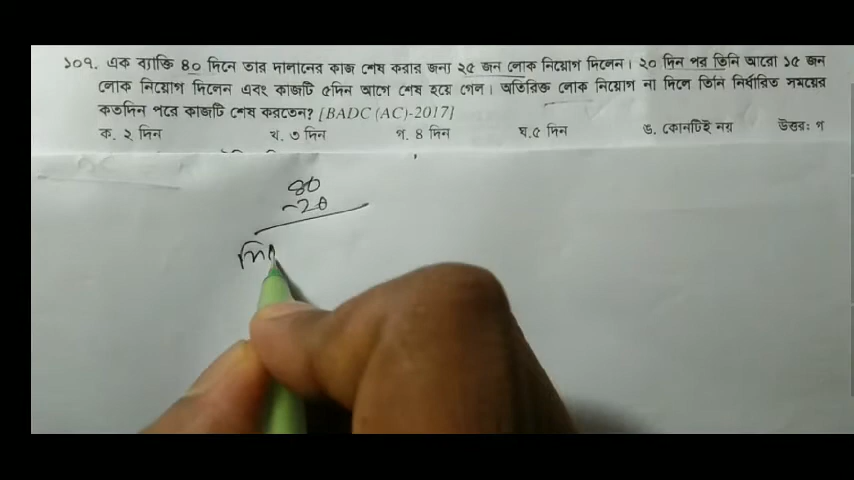 ১০৭. এক ব্যক্তি ৪০ দিনে তার দালানের কাজ শেষ করার জন্য ২৫ জন লোক নিয়োগ দিলেন। ২০ দিন পর তিনি আরো ১৫ জন
লোক নিয়োগ দিলেন এবং কাজটি ৫দিন আগে শেষ হয়ে গেল। অতিরিক্ত লোক নিয়োগ না দিলে তিনি নির্ধারিত সময়ের
কতদিন পরে কাজটি শেষ করতেন? [BADC (AC)-2017]
ক. ২ দিন খ. ৩ দিন গ. ৪ দিন ঘ.৫ দিন ঙ. কোনটিই নয় উত্তর: গ
৪০
-২০